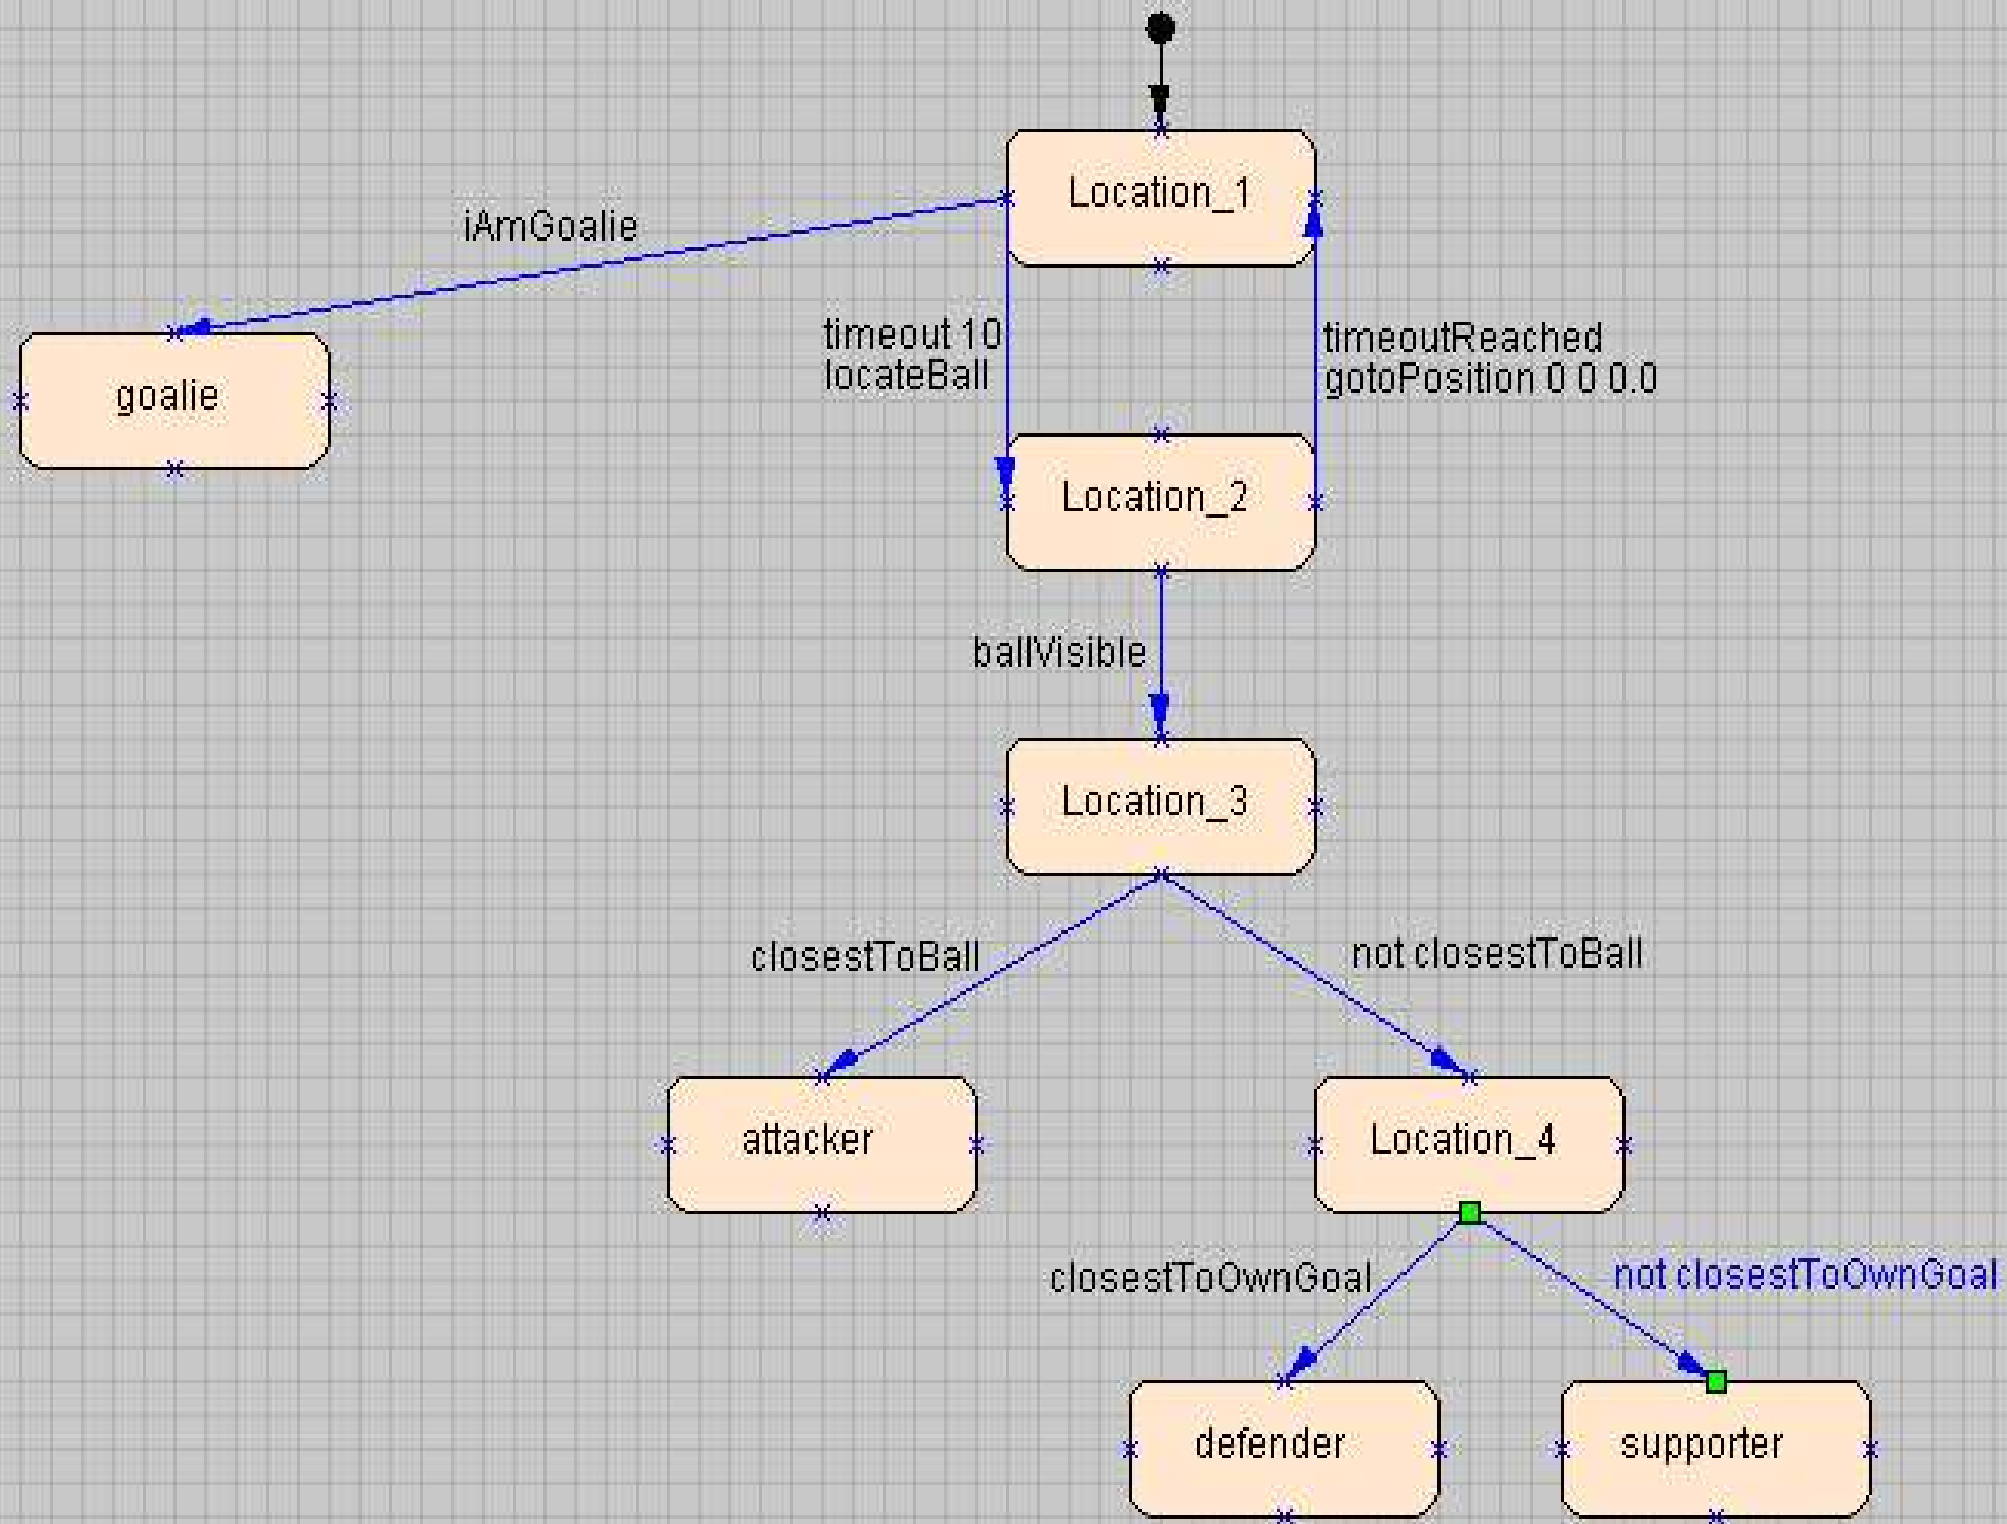 Location_1
iAmGoalie
timeout 10
locateBall
timeoutReached
gotoPosition 0 0 0.0
goalie
Location_2
ballVisible
Location_3
closestToBall
not closestToBall
attacker
Location_4
closestToOwnGoal
not closestToOwnGoal
defender
supporter